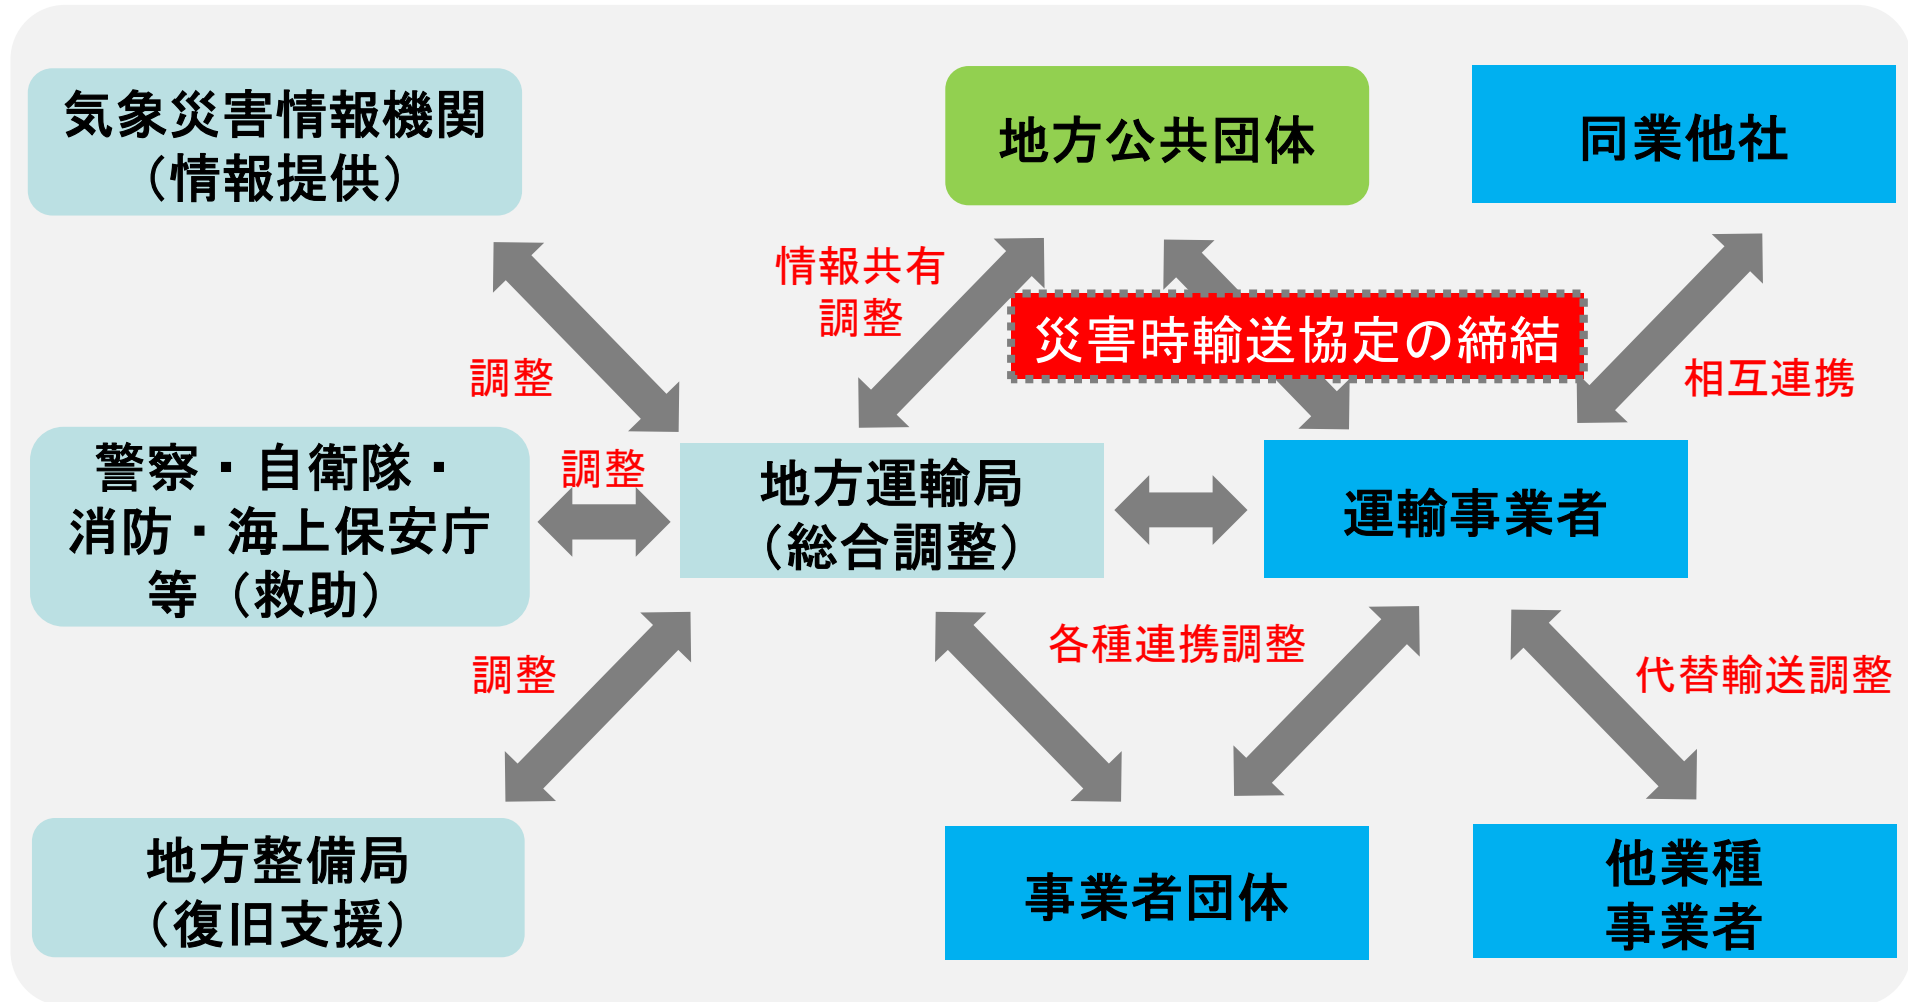 気象災害情報機関
（情報提供）
地方公共団体
同業他社
情報共有
調整
災害時輸送協定の締結
調整
相互連携
警察・自衛隊・
消防・海上保安庁
等（救助）
調整
地方運輸局
（総合調整）
運輸事業者
調整
各種連携調整
代替輸送調整
地方整備局
（復旧支援）
事業者団体
他業種
事業者